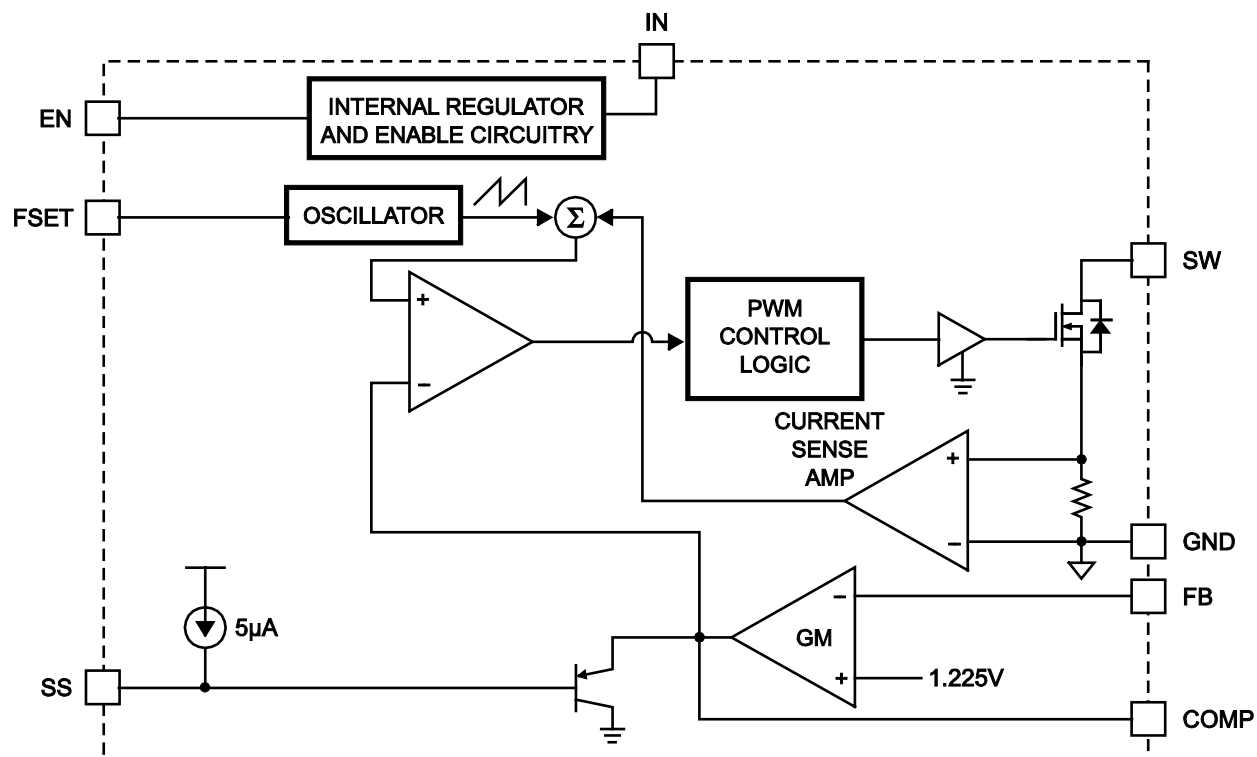 IN
EN
INTERNAL REGULATOR
AND ENABLE CIRCUITRY
FSET
OSCILLATOR
Σ
SW
+
PWM
CONTROL
LOGIC
−
CURRENT
SENSE
AMP
+
−
GND
FB
−
5µA
GM
SS
+
1.225V
COMP